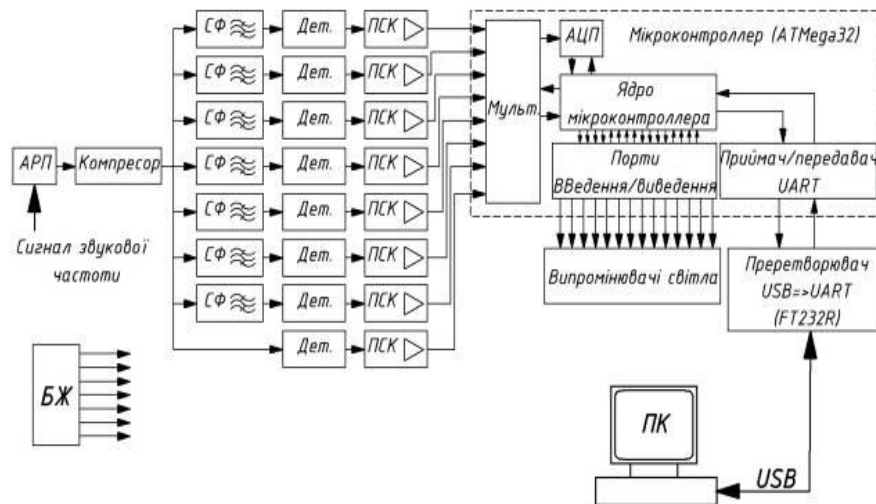 СФ Дет. ПСК
СФ Дет. ПСК
СФ Дет. ПСК
СФ Дет. ПСК
СФ Дет. ПСК
СФ Дет. ПСК
СФ Дет. ПСК
Дет. ПСК
АРП
Компресор
Сигнал звукової
частоти
БЖ
Мульт.
АЦП
Мікроконтроллер (ATMega32)
Ядро
мікроконтроллера
Порти
ВВедення/виведення
Приймач/передавач
UART
Випромінювачі світла
Преретворювач
USB=>UART
(FT232R)
ПК
USB